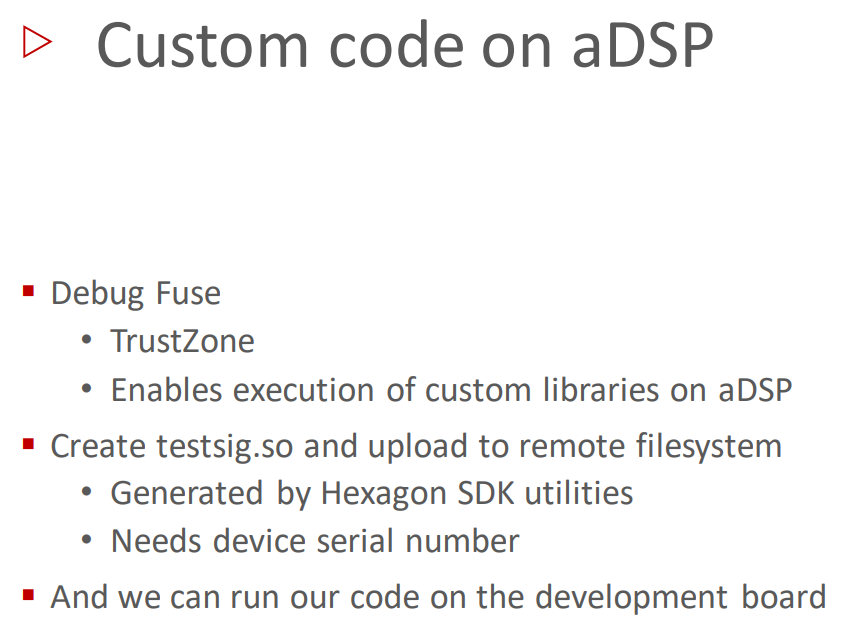 Custom code on aDSP
Debug Fuse
TrustZone
Enables execution of custom libraries on aDSP
Create testsig.so and upload to remote filesystem
Generated by Hexagon SDK utilities
Needs device serial number
And we can run our code on the development board